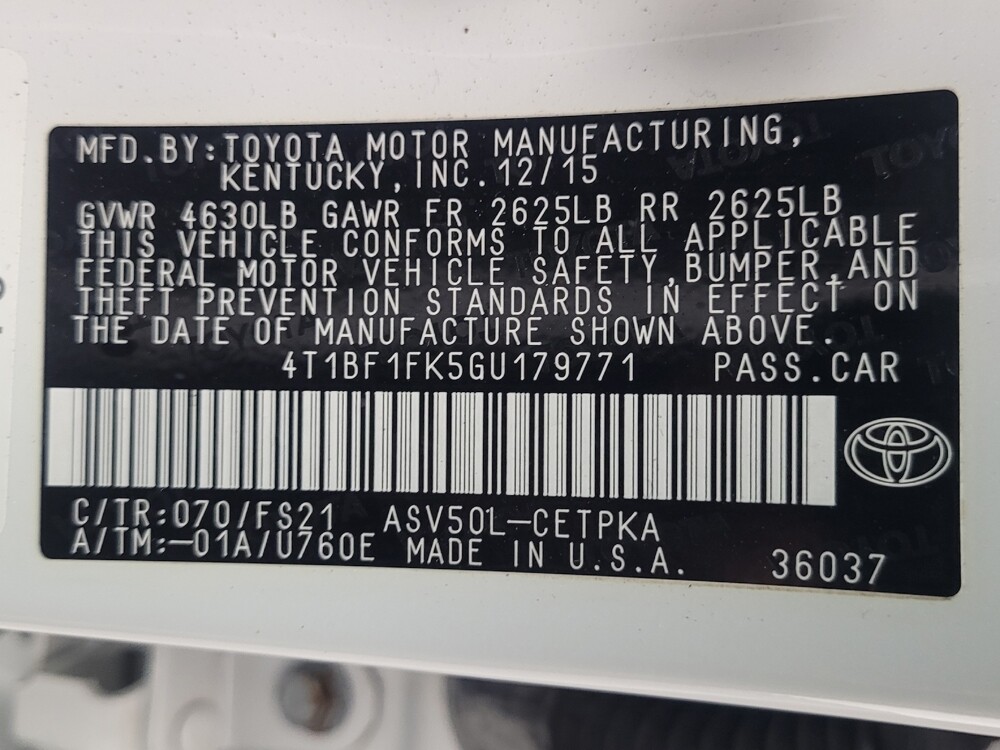 MFD.BY:TOYOTA MOTOR MANUFACTURING,
KENTUCKY,INC.12/15
GVWR 4630LB GAWR FR 2625LB RR 2625LB
THIS VEHICLE CONFORMS TO ALL APPLICABLE
FEDERAL MOTOR VEHICLE SAFETY,BUMPER,AND
THEFT PREVENTION STANDARDS IN EFFECT ON
THE DATE OF MANUFACTURE SHOWN ABOVE.
4T1BF1FK5GU179771 PASS.CAR
C/TR:070/FS21 ASV50L-CETPKA
A/TM:-01A/U760E MADE IN U.S.A. 36037